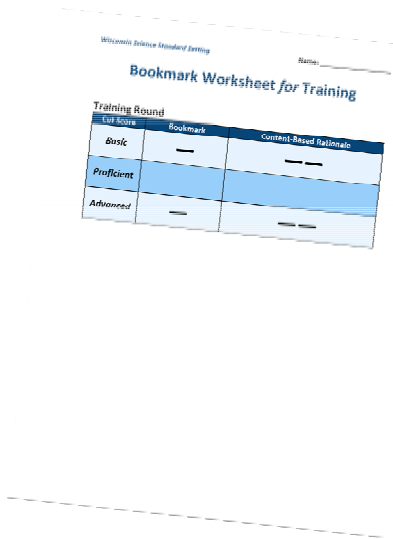 Wisconsin Science Standard Setting
Name: ____________
Bookmark Worksheet for Training
Training Round
Cut Score Bookmark Content-Based Rationale
Basic — — —
Proficient
Advanced — — —